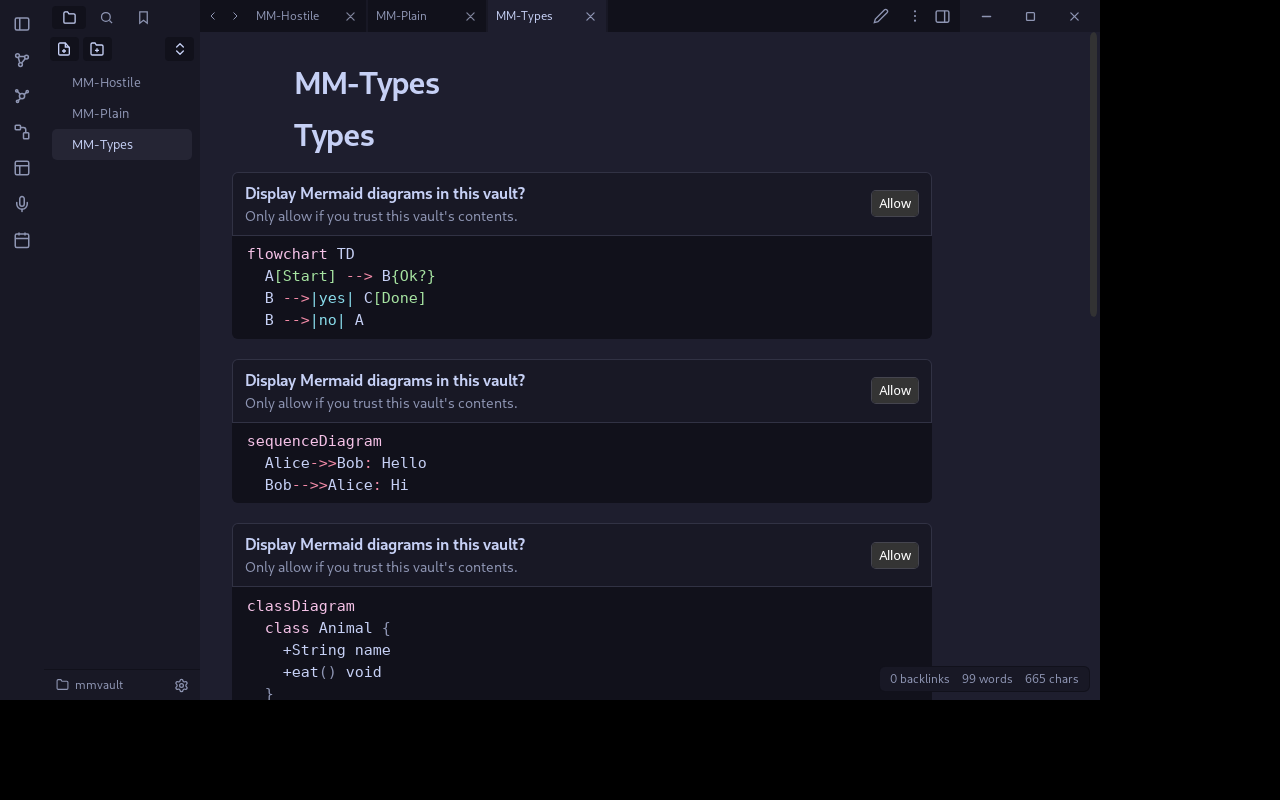 MM-Hostile
MM-Plain
MM-Types
MM-Hostile
MM-Plain
MM-Types
MM-Types
Types
Display Mermaid diagrams in this vault?
Only allow if you trust this vault's contents.
Allow
flowchart TD
  A[Start] --> B{Ok?}
  B -->|yes| C[Done]
  B -->|no| A
Display Mermaid diagrams in this vault?
Only allow if you trust this vault's contents.
Allow
sequenceDiagram
  Alice->>Bob: Hello
  Bob-->>Alice: Hi
Display Mermaid diagrams in this vault?
Only allow if you trust this vault's contents.
Allow
classDiagram
  class Animal {
    +String name
    +eat() void
  }
mmvault
0 backlinks 99 words 665 chars